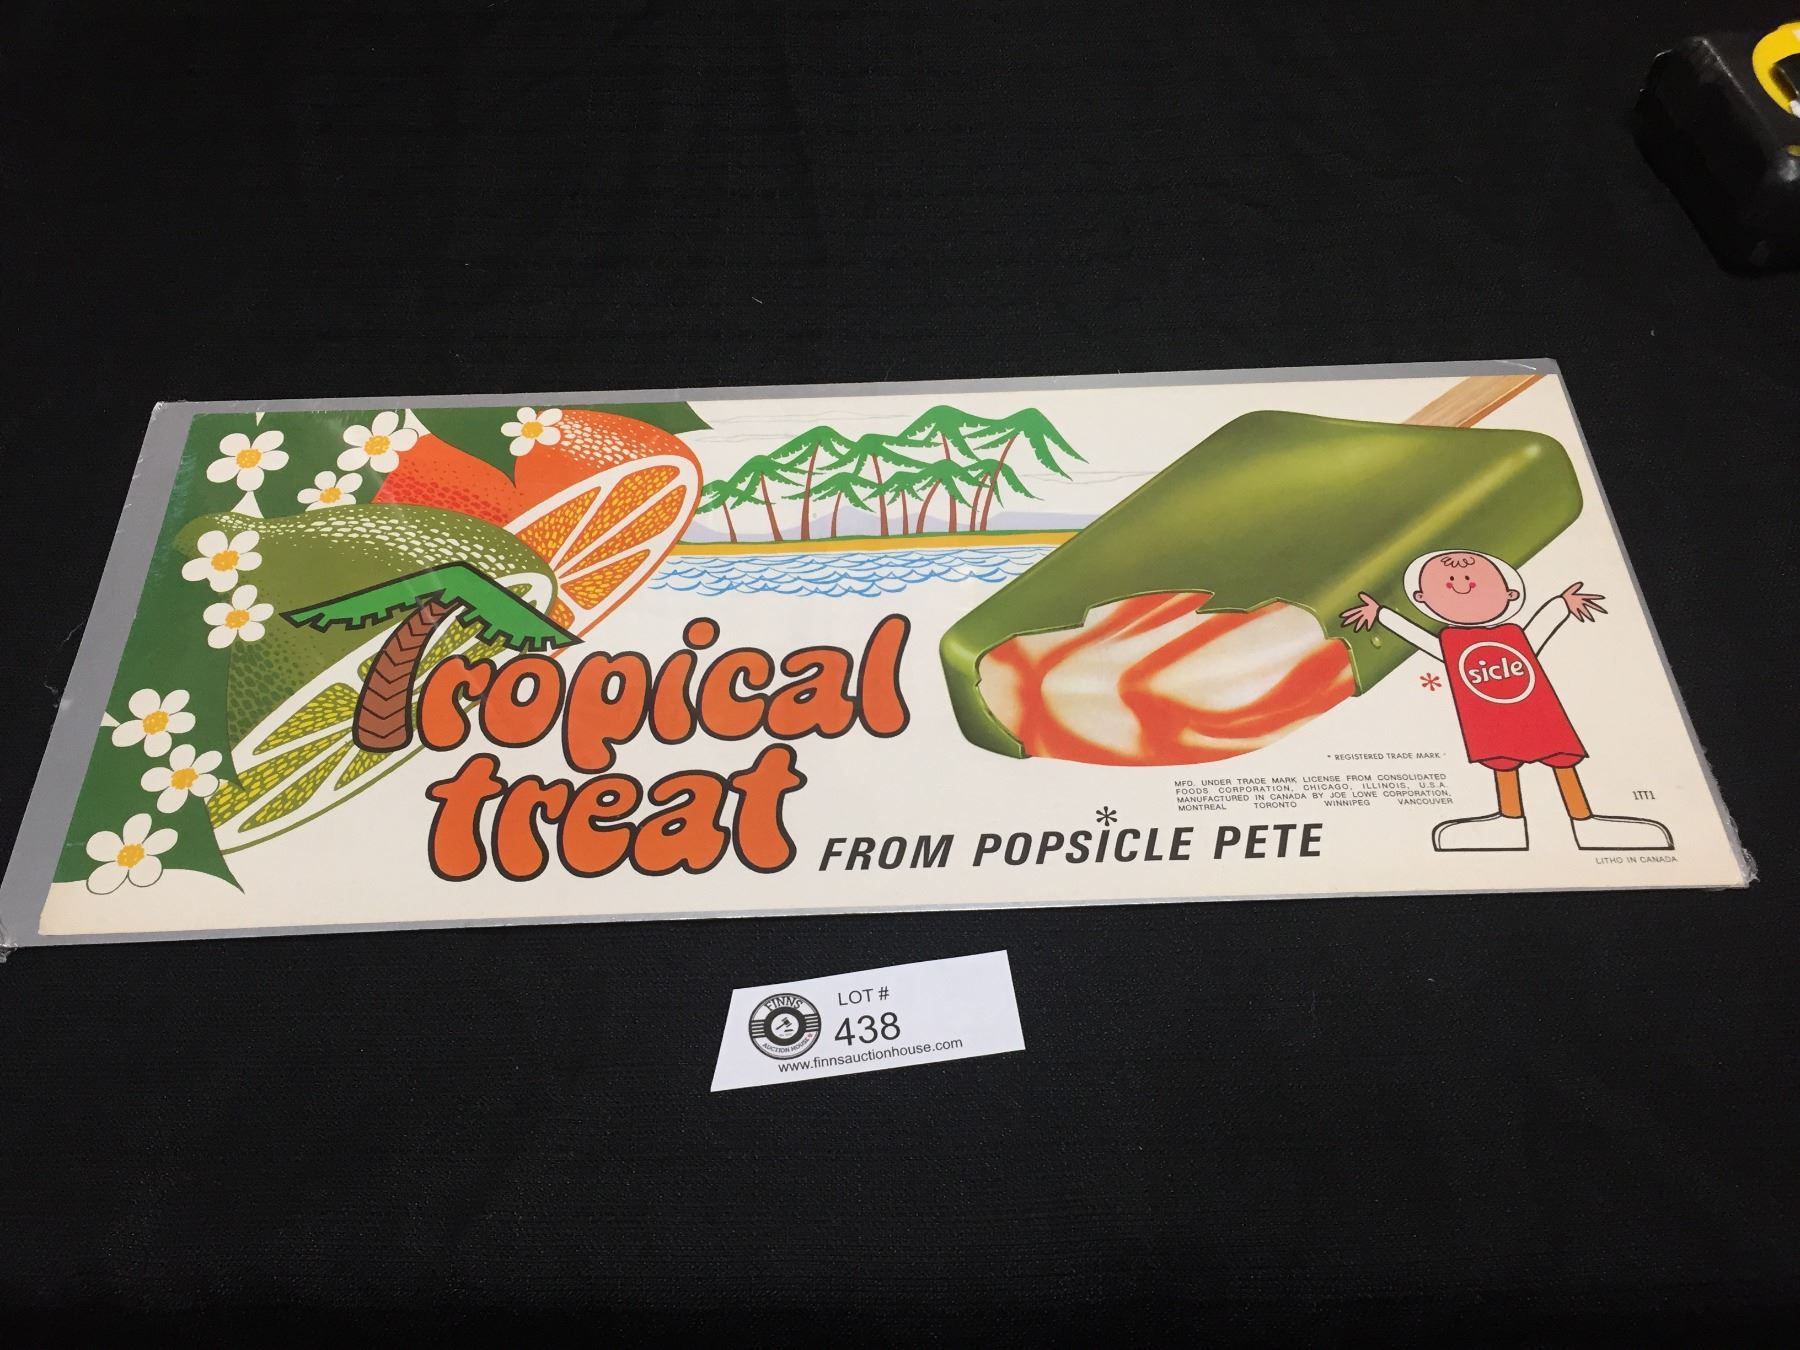 Tropical
treat
FROM POPSICLE* PETE
sicle
*
* REGISTERED TRADE MARK
MFD. UNDER TRADE MARK LICENSE FROM CONSOLIDATED
FOODS CORPORATION, CHICAGO, ILLINOIS, U.S.A.
MANUFACTURED IN CANADA BY JOE LOWE CORPORATION,
MONTREAL TORONTO WINNIPEG VANCOUVER
1TT1
LITHO IN CANADA
FINNS
AUCTION HOUSE
LOT #
438
www.finnsauctionhouse.com